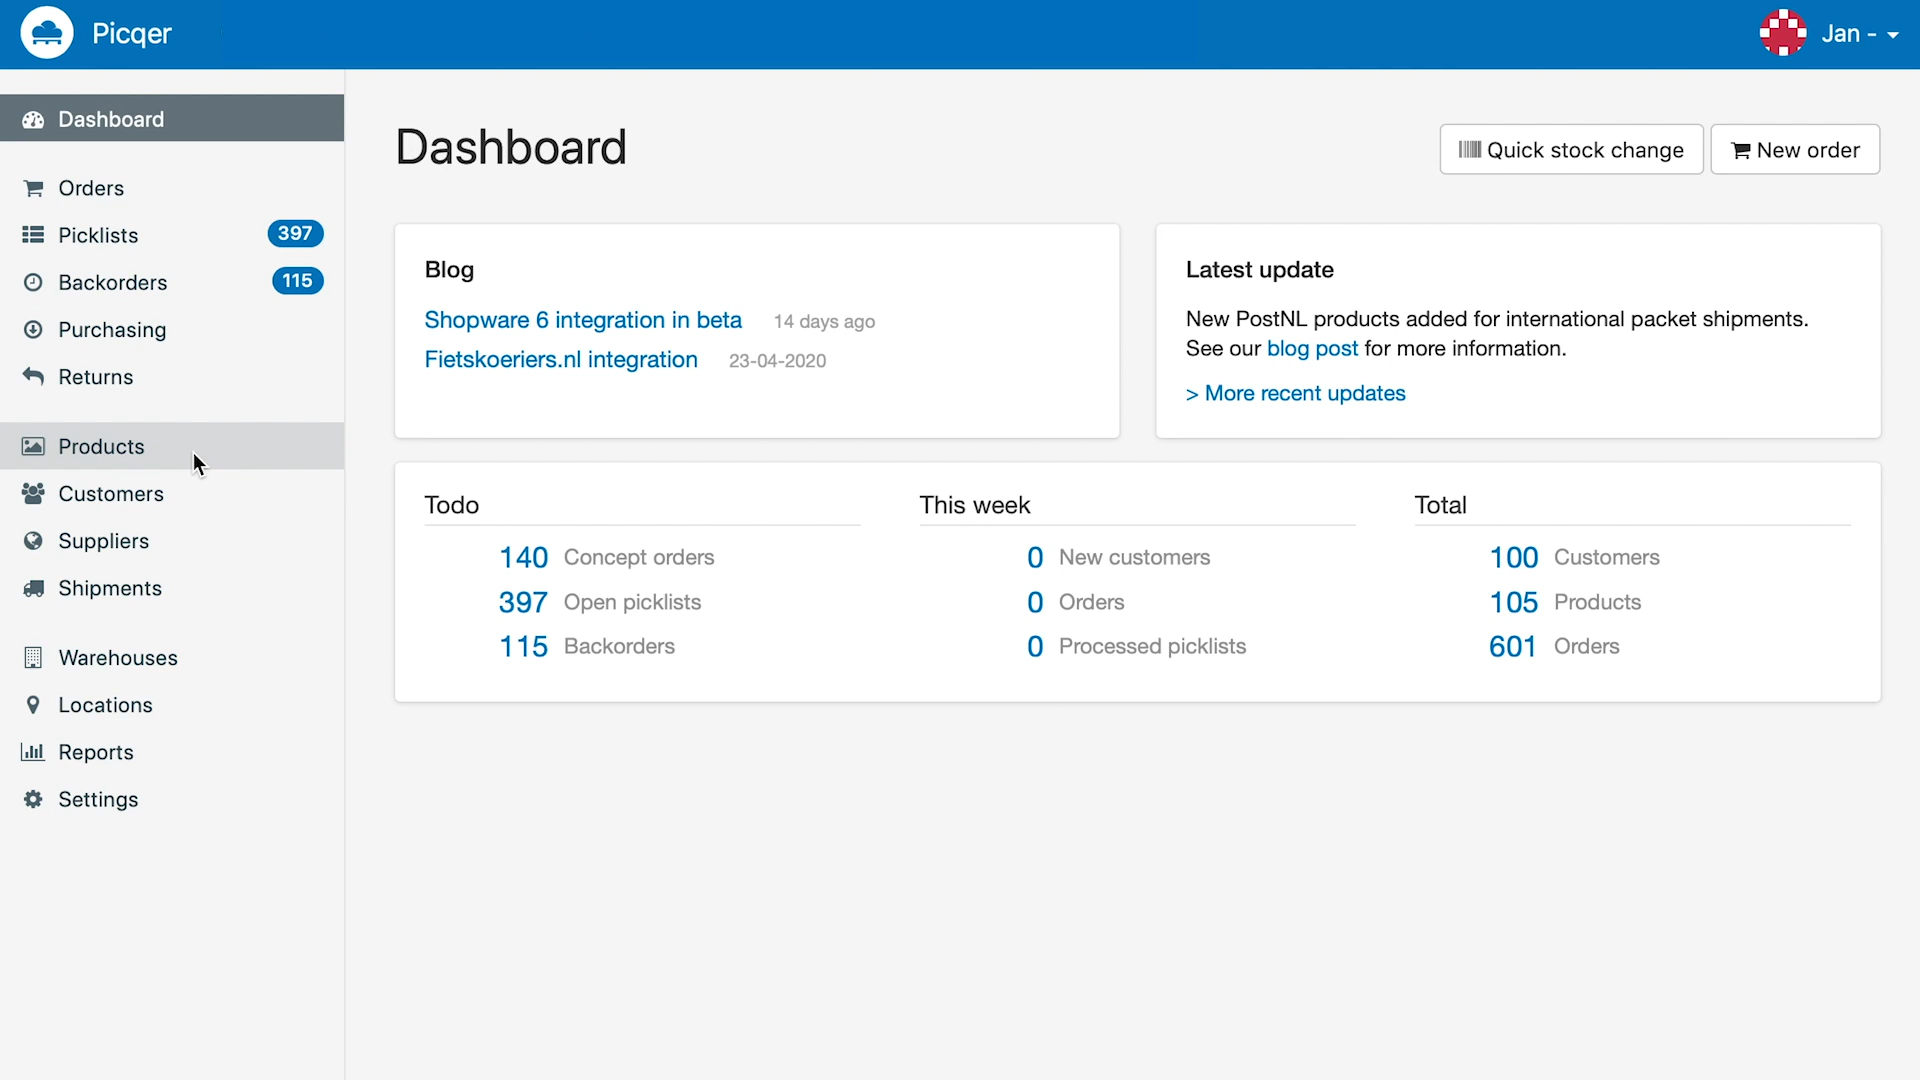 Picqer
Jan -
Dashboard
Orders
Picklists 397
Backorders 115
Purchasing
Returns
Products
Customers
Suppliers
Shipments
Warehouses
Locations
Reports
Settings
Dashboard
Quick stock change
New order
Blog
Shopware 6 integration in beta 14 days ago
Fietskoeriers.nl integration 23-04-2020
Latest update
New PostNL products added for international packet shipments.
See our blog post for more information.
> More recent updates
Todo
140 Concept orders
397 Open picklists
115 Backorders
This week
0 New customers
0 Orders
0 Processed picklists
Total
100 Customers
105 Products
601 Orders